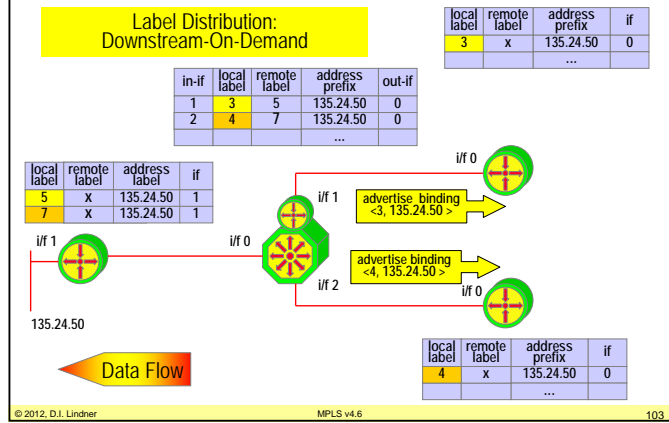 Label Distribution:
Downstream-On-Demand
local label remote label address prefix if
3 x 135.24.50 0
...
in-if local label remote label address prefix out-if
1 3 5 135.24.50 0
2 4 7 135.24.50 0
...
local label remote label address label if
5 x 135.24.50 1
7 x 135.24.50 1
i/f 0
i/f 1
advertise binding
<3, 135.24.50 >
i/f 1
i/f 0
advertise binding
<4, 135.24.50 >
i/f 2
i/f 0
135.24.50
Data Flow
local label remote label address prefix if
4 x 135.24.50 0
...
© 2012, D.I. Lindner
MPLS v4.6
103